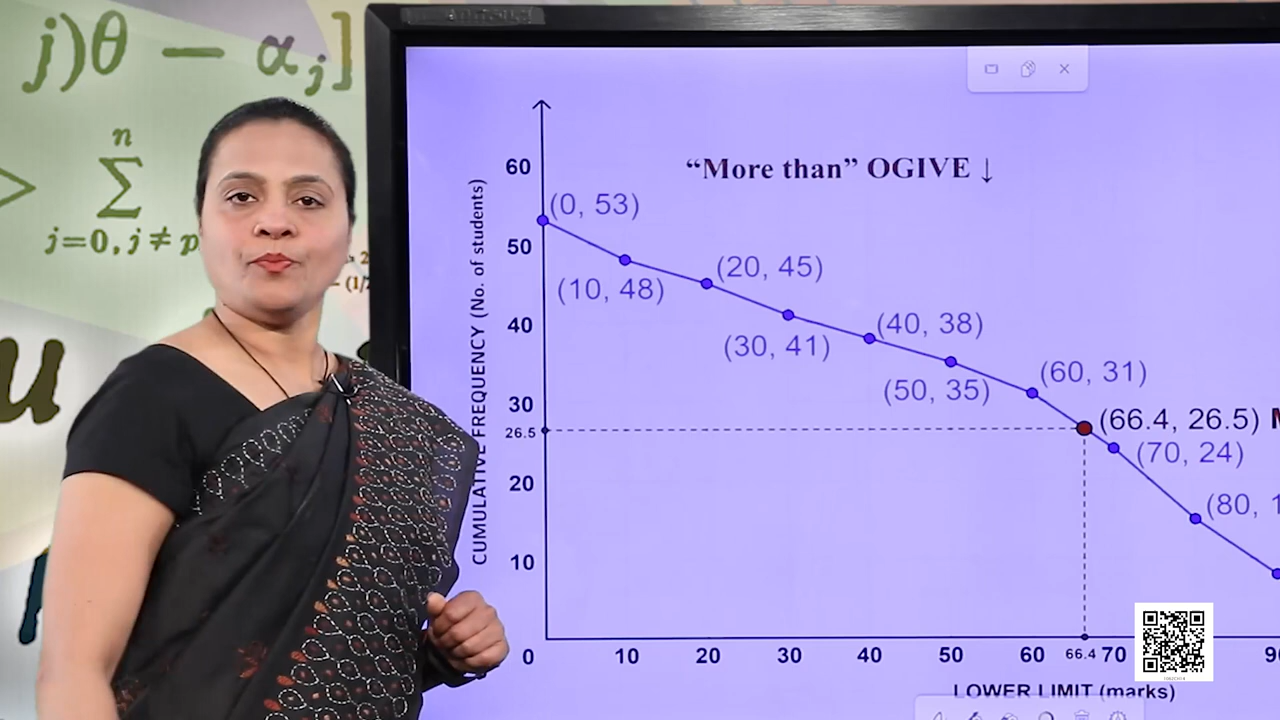 j)θ − α_j]
n
> ∑
j=0, j ≠ p
u
"More than" OGIVE ↓
CUMULATIVE FREQUENCY (No. of students)
60
50
40
30
26.5
20
10
0
(0, 53)
(10, 48)
(20, 45)
(30, 41)
(40, 38)
(50, 35)
(60, 31)
(66.4, 26.5)
(70, 24)
(80, 1
10 20 30 40 50 60 66.4 70 90
LOWER LIMIT (marks)